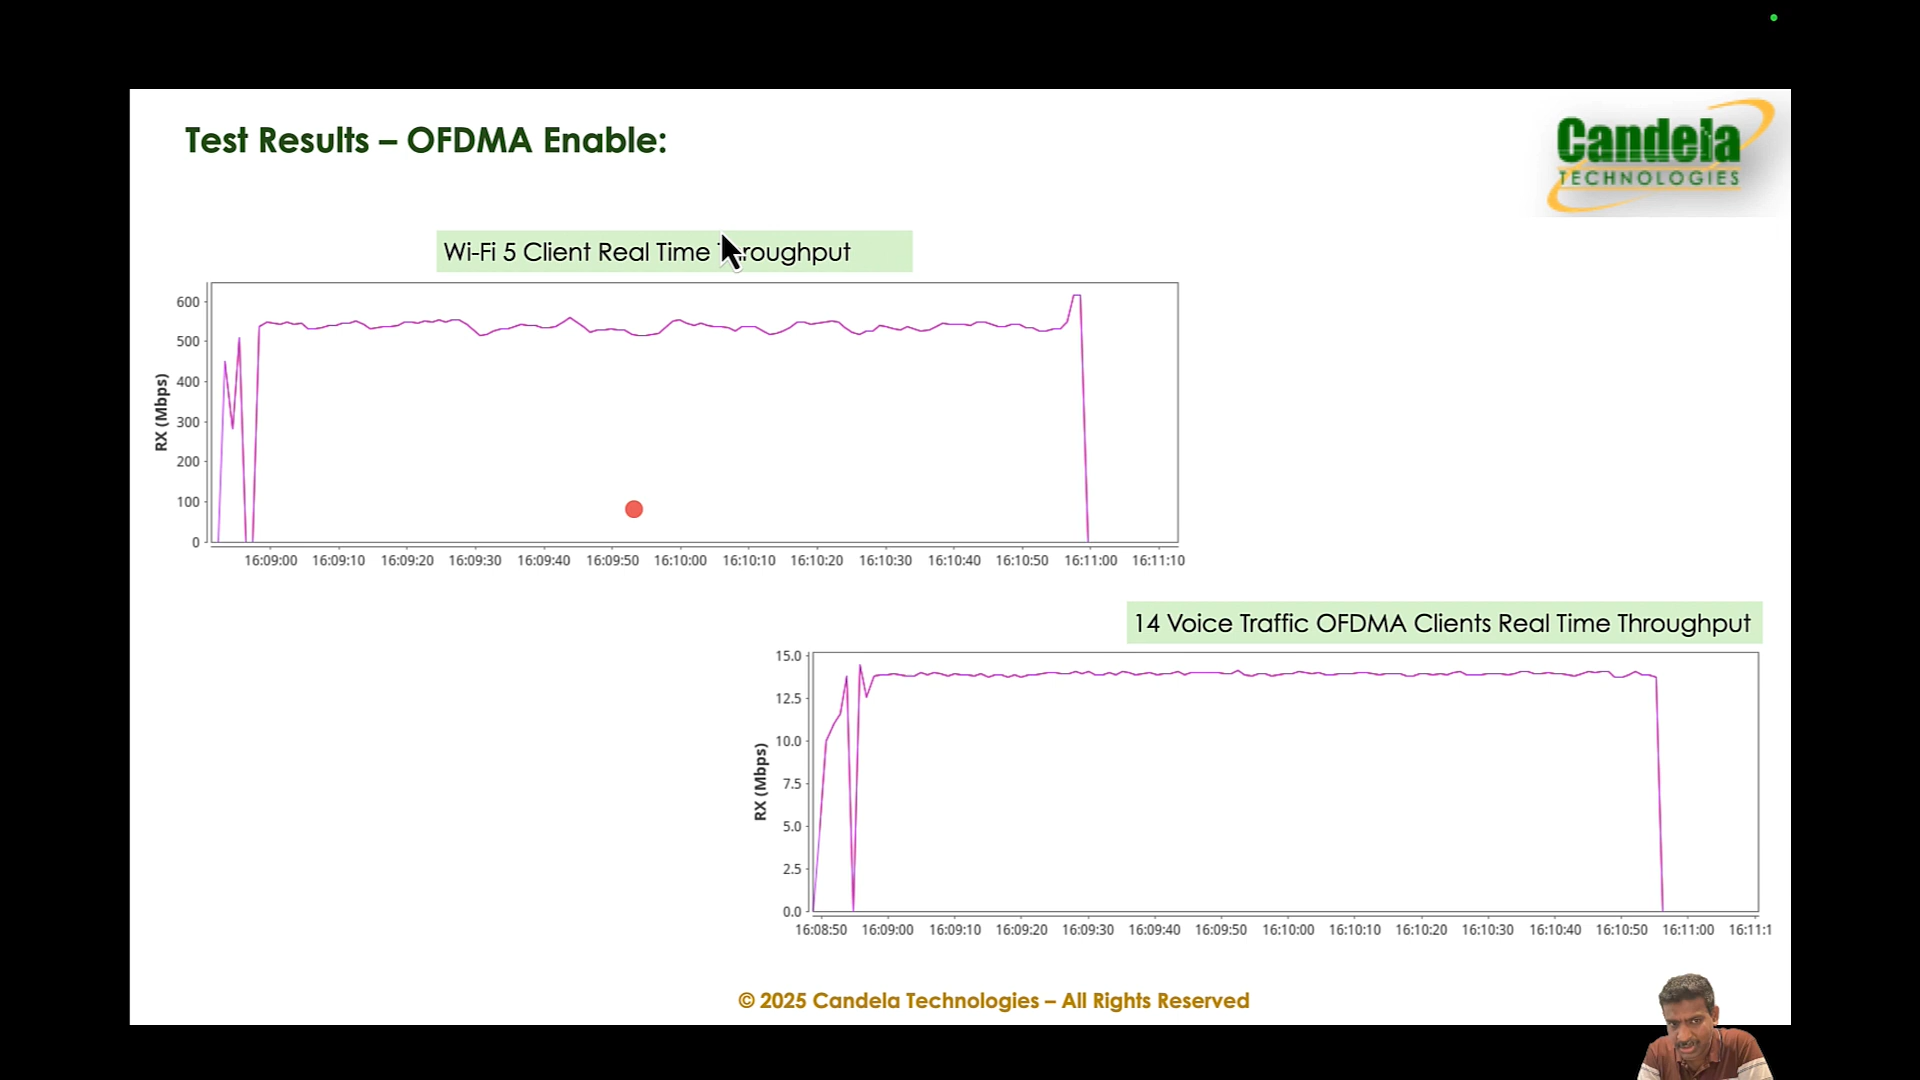 Test Results – OFDMA Enable:
Candela
TECHNOLOGIES
Wi-Fi 5 Client Real Time Throughput
600
500
400
300
200
100
0
RX (Mbps)
16:09:00 16:09:10 16:09:20 16:09:30 16:09:40 16:09:50 16:10:00 16:10:10 16:10:20 16:10:30 16:10:40 16:10:50 16:11:00 16:11:10
14 Voice Traffic OFDMA Clients Real Time Throughput
15.0
12.5
10.0
7.5
5.0
2.5
0.0
RX (Mbps)
16:08:50 16:09:00 16:09:10 16:09:20 16:09:30 16:09:40 16:09:50 16:10:00 16:10:10 16:10:20 16:10:30 16:10:40 16:10:50 16:11:00 16:11:1
© 2025 Candela Technologies – All Rights Reserved